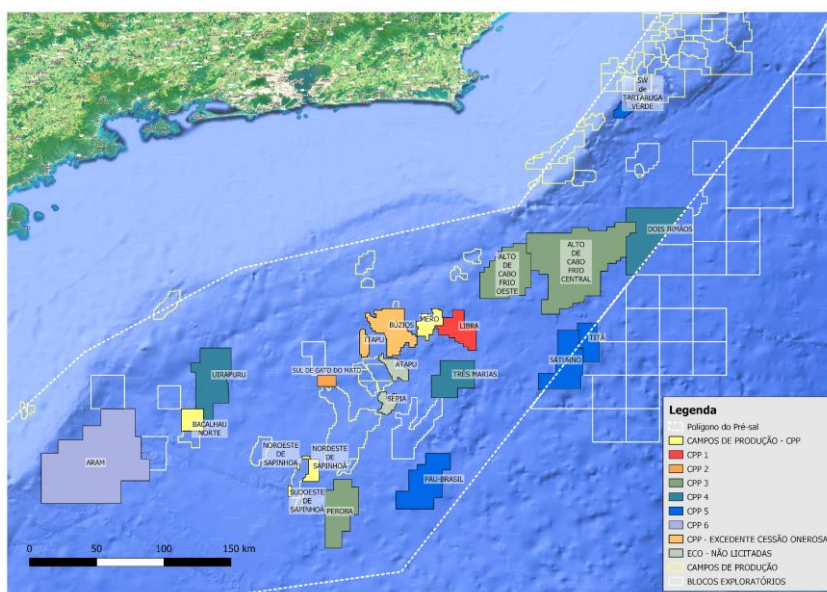 SW
de
TARTARUGA
VERDE
DOIS IRMÃOS
ALTO
DE
CABO
FRIO
CENTRAL
ALTO
DE
CABO
FRIO
OESTE
MERO
BÚZIOS
LIBRA
ITAPU
TITÃ
SATURNO
ATAPU
SUL DE GATO DO MATO
TRÊS MARIAS
UIRAPURU
SÉPIA
BACALHAU
NORTE
ARAM
NOROESTE
DE
SAPINHOÁ
NORDESTE
DE
SAPINHOÁ
SUDOESTE
DE
SAPINHOÁ
PEROBA
PAU-BRASIL
0 50 100 150 km
Legenda
Polígono do Pré-sal
CAMPOS DE PRODUÇÃO - CPP
CPP 1
CPP 2
CPP 3
CPP 4
CPP 5
CPP 6
CPP - EXCEDENTE CESSÃO ONEROSA
ECO - NÃO LICITADAS
CAMPOS DE PRODUÇÃO
BLOCOS EXPLORATÓRIOS